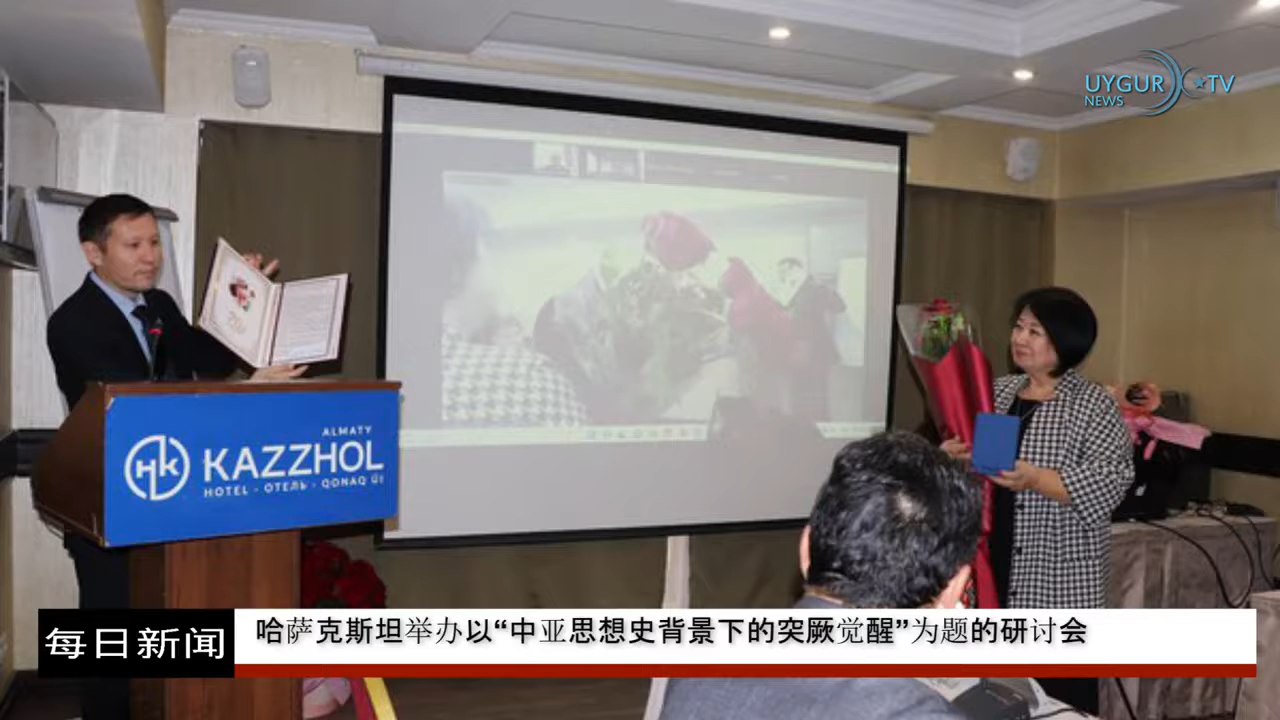 UYGUR TV
NEWS
ALMATY
HK KAZZHOL
HOTEL - ОТЕЛЬ - QONAQ ÚI
每日新闻
哈萨克斯坦举办以“中亚思想史背景下的突厥觉醒”为题的研讨会